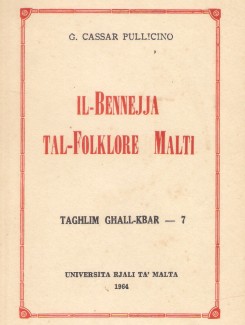 G. CASSAR PULLICINO
IL-BENNEJJA
TAL-FOLKLORE MALTI
TAGHLIM GHALL-KBAR — 7
UNIVERSITA RJALI TA' MALTA
1964